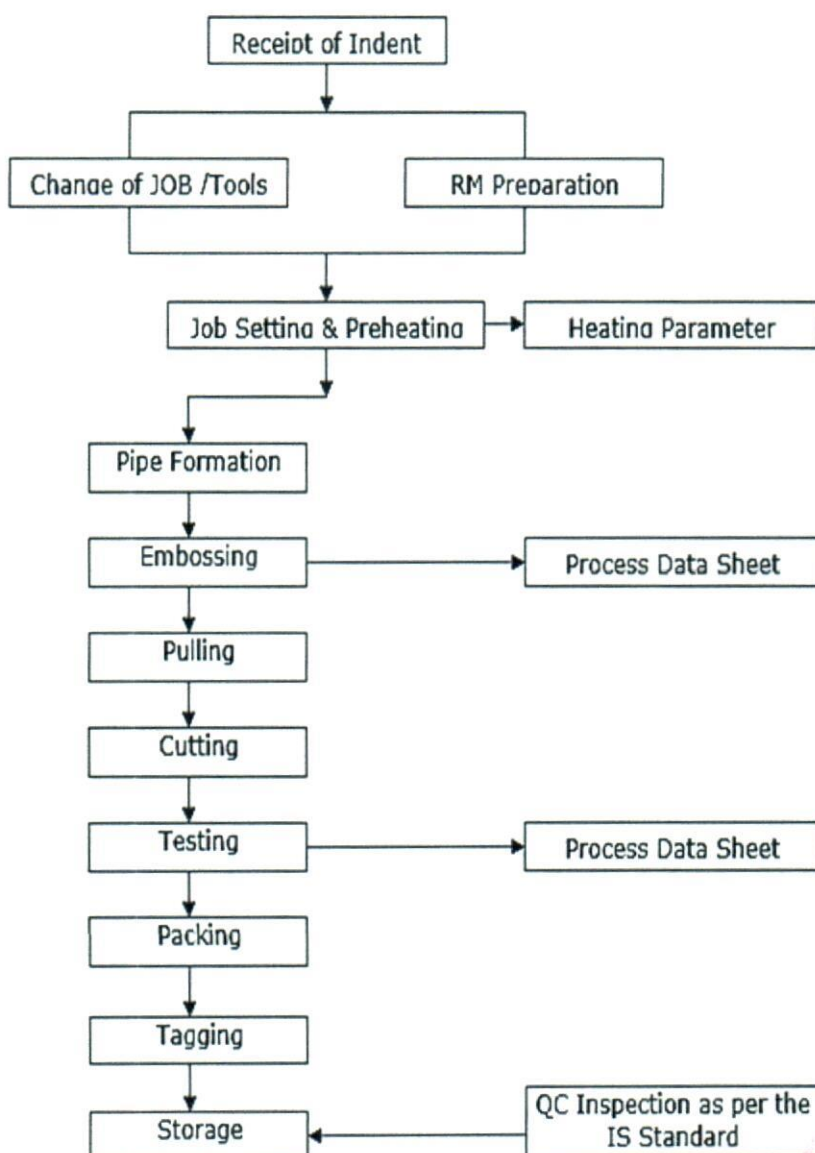 Receipt of Indent
Change of JOB /Tools
RM Preparation
Job Setting & Preheating
Heating Parameter
Pipe Formation
Embossing
Process Data Sheet
Pulling
Cutting
Testing
Process Data Sheet
Packing
Tagging
Storage
QC Inspection as per the
IS Standard